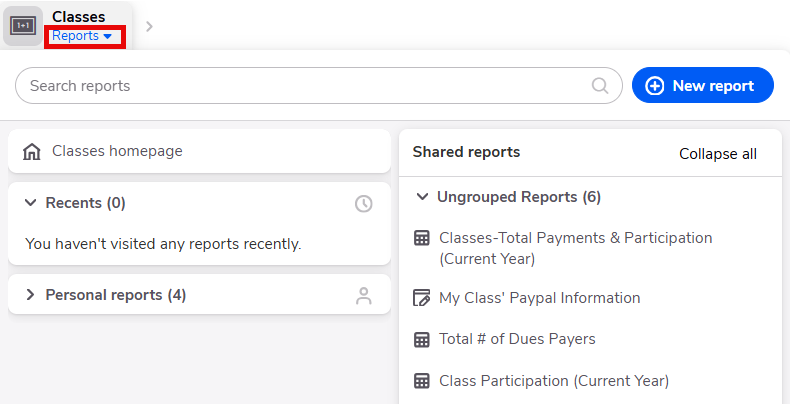 1+1
Classes
Reports
Search reports
New report
Classes homepage
Recents (0)
You haven't visited any reports recently.
Personal reports (4)
Shared reports
Collapse all
Ungrouped Reports (6)
Classes-Total Payments & Participation
(Current Year)
My Class' Paypal Information
Total # of Dues Payers
Class Participation (Current Year)